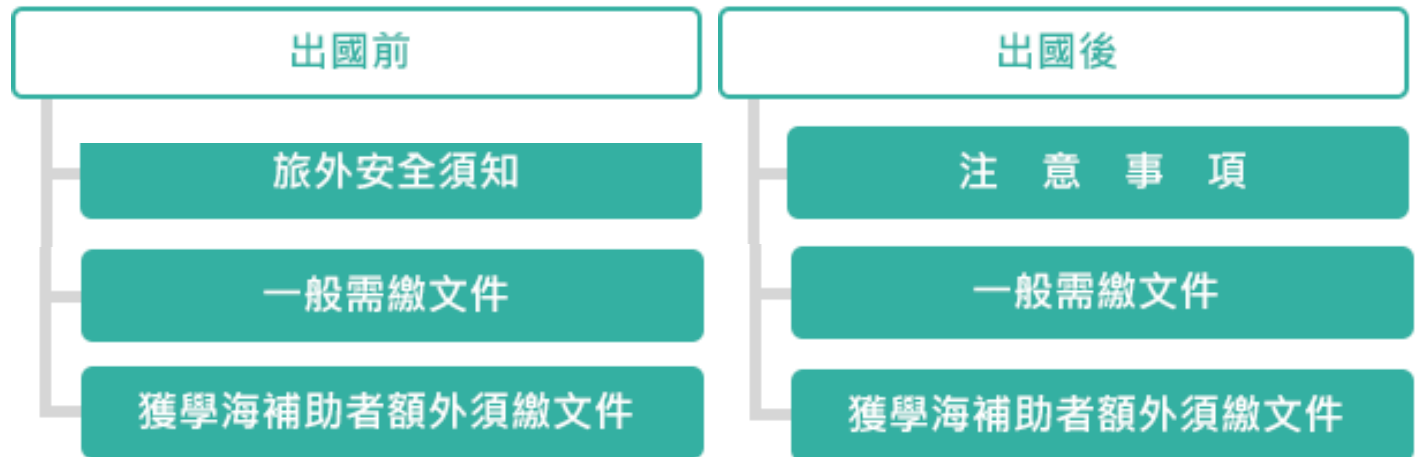 出國前
旅外安全須知
一般需繳文件
獲學海補助者額外須繳文件
出國後
注意事項
一般需繳文件
獲學海補助者額外須繳文件